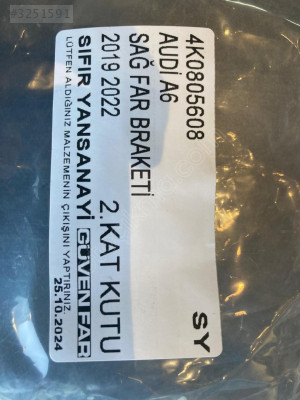 #3251591
4K0805608
AUDİ A6
SAĞ FAR BRAKETİ
2019 2022
2. KAT KUTU
SY
SIFIR YANSANAYİ GÜVEN FAR
LÜTFEN ALDIĞINIZ MALZEMENİN ÇIKIŞINI YAPTIRINIZ.
25.10.2024